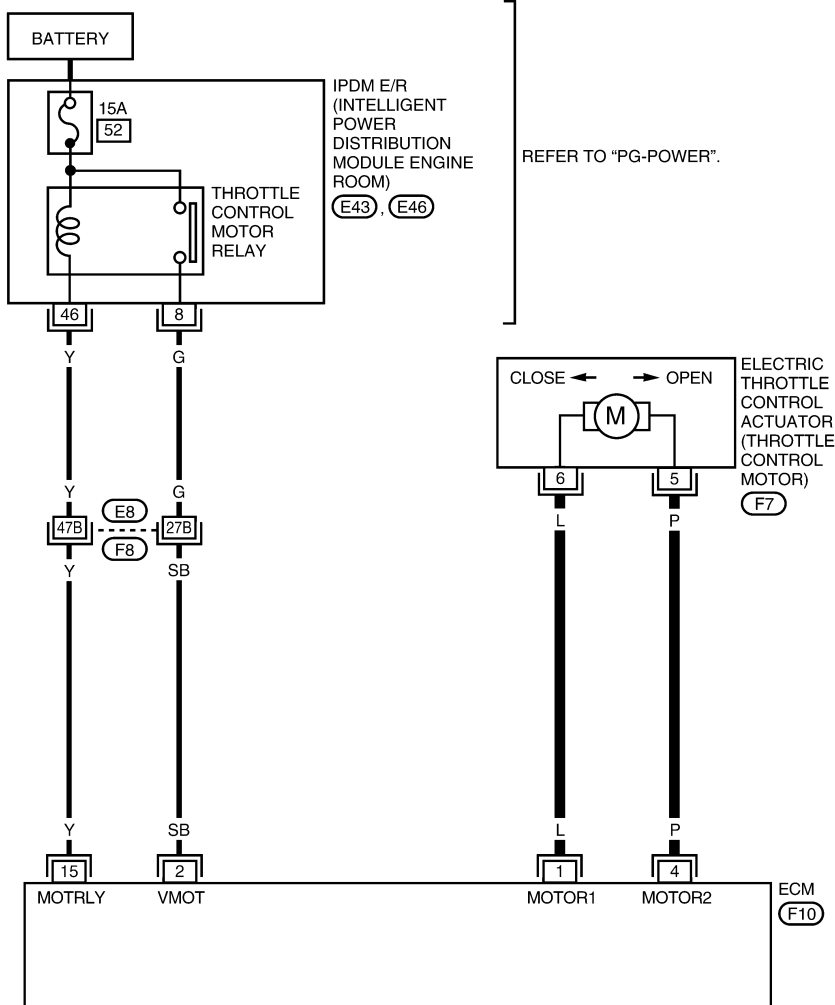 BATTERY
15A
52
IPDM E/R
(INTELLIGENT
POWER
DISTRIBUTION
MODULE ENGINE
ROOM)
E43 , E46
REFER TO “PG-POWER”.
THROTTLE
CONTROL
MOTOR
RELAY
46 8
Y G
CLOSE OPEN
M
ELECTRIC
THROTTLE
CONTROL
ACTUATOR
(THROTTLE
CONTROL
MOTOR)
F7
6 5
L P
Y G
47B E8 27B
F8
Y SB
Y SB L P
15 2 1 4
MOTRLY VMOT MOTOR1 MOTOR2
ECM
F10